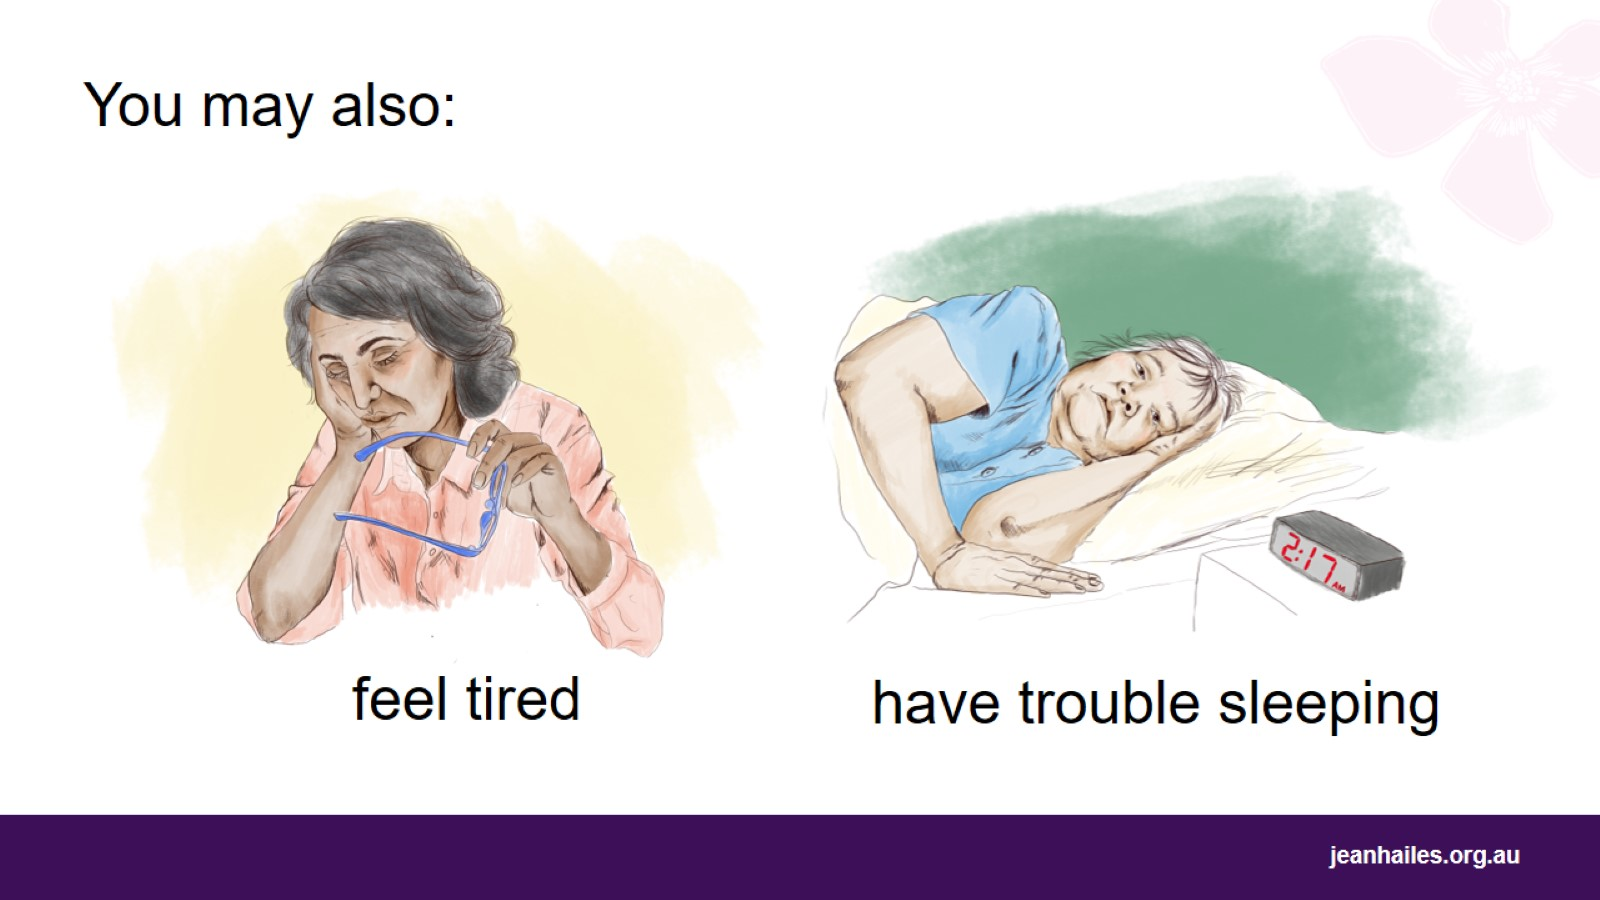 You may also:
feel tired
have trouble sleeping
2:17
AM
jeanhailes.org.au